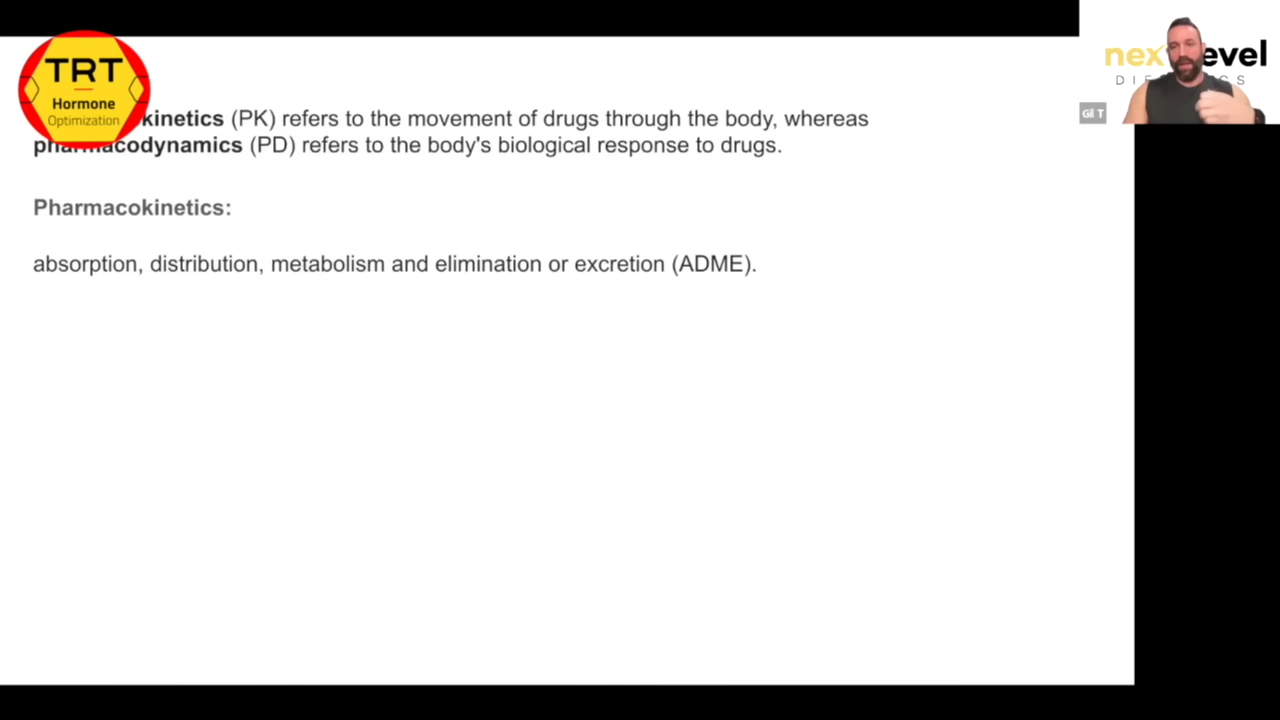 TRT
Hormone
Optimization
kinetics (PK) refers to the movement of drugs through the body, whereas
pharmacodynamics (PD) refers to the body's biological response to drugs.
Pharmacokinetics:
absorption, distribution, metabolism and elimination or excretion (ADME).
nex evel
Gil T